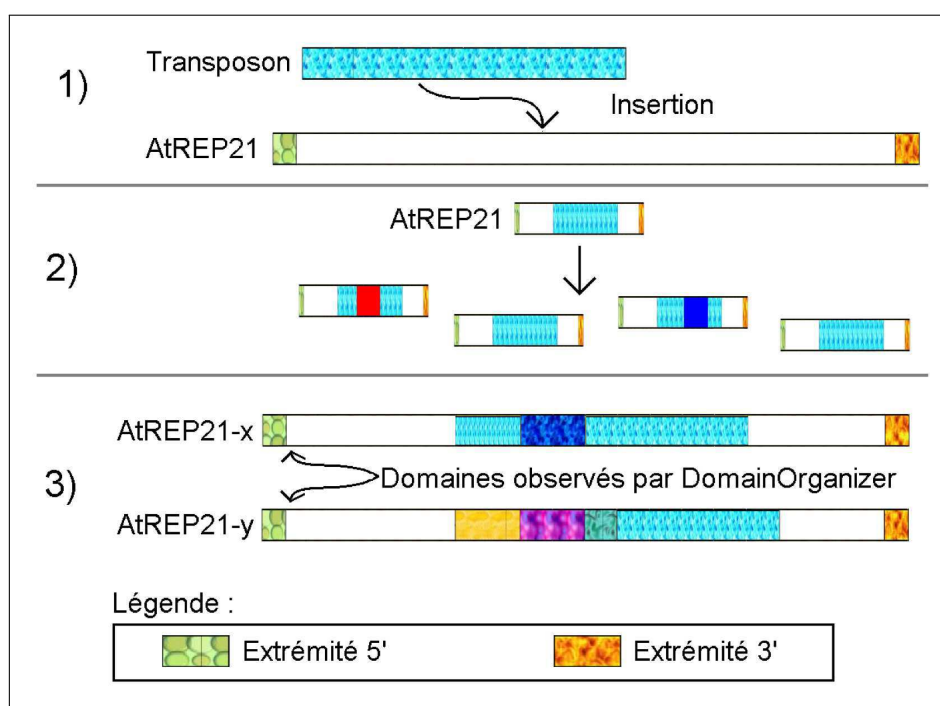 1)
Transposon
Insertion
AtREP21
2)
AtREP21
3)
AtREP21-x
Domaines observés par DomainOrganizer
AtREP21-y
Légende :
Extrémité 5'
Extrémité 3'